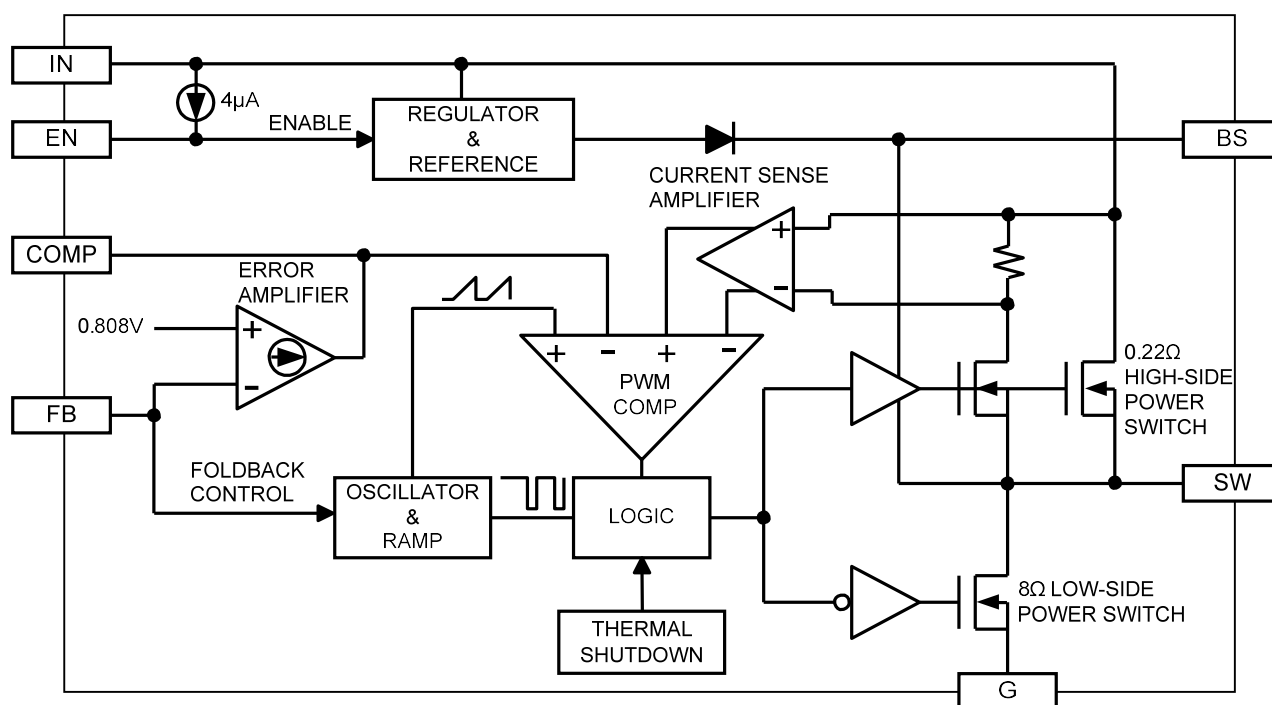 IN
4µA
EN
ENABLE
REGULATOR
&
REFERENCE
BS
CURRENT SENSE
AMPLIFIER
+
-
COMP
ERROR
AMPLIFIER
0.808V
+
-
+
-
+
-
PWM
COMP
0.22Ω
HIGH-SIDE
POWER
SWITCH
FB
FOLDBACK
CONTROL
OSCILLATOR
&
RAMP
LOGIC
SW
THERMAL
SHUTDOWN
8Ω LOW-SIDE
POWER SWITCH
G